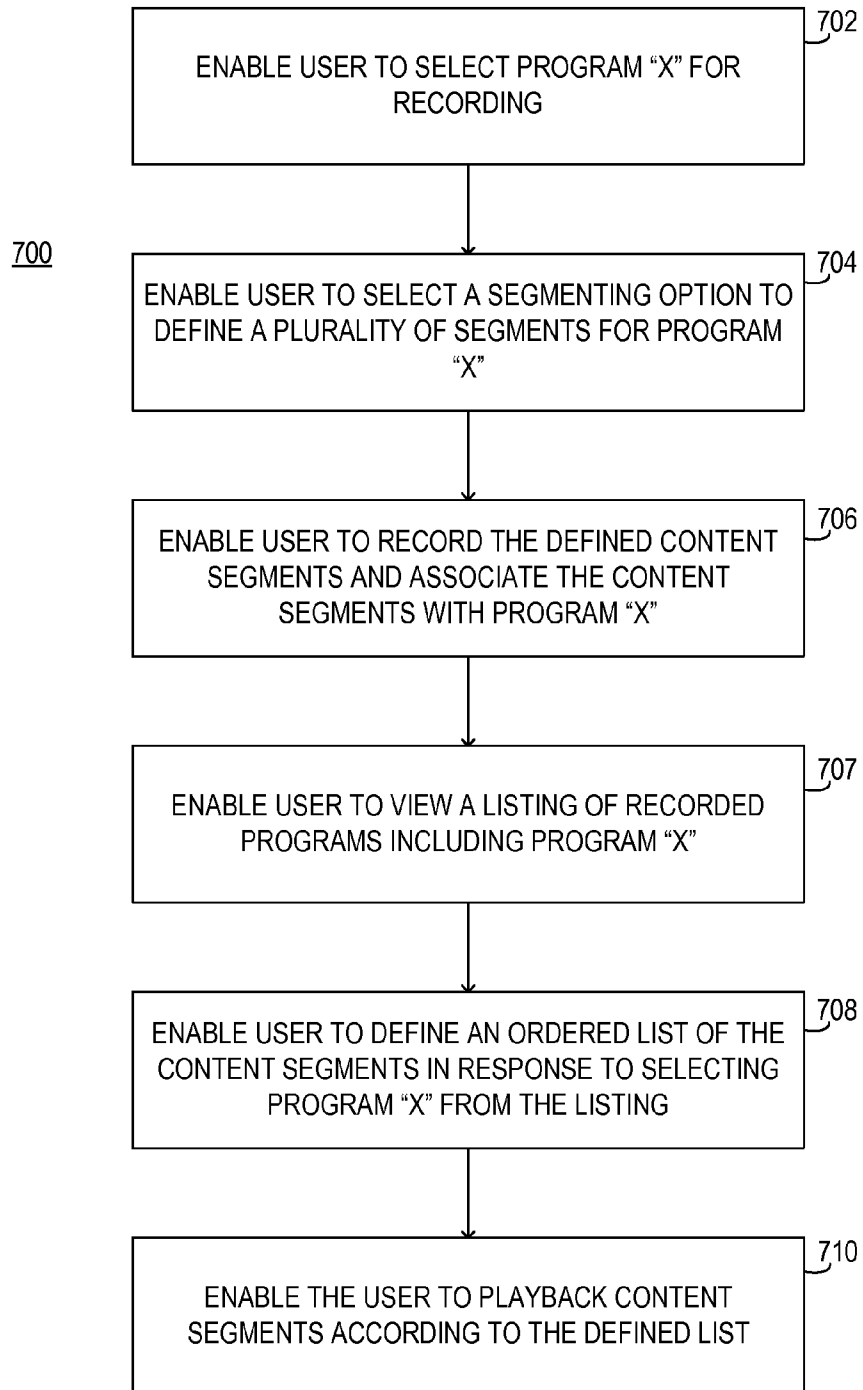 702
ENABLE USER TO SELECT PROGRAM “X” FOR
RECORDING
700
704
ENABLE USER TO SELECT A SEGMENTING OPTION TO
DEFINE A PLURALITY OF SEGMENTS FOR PROGRAM
“X”
706
ENABLE USER TO RECORD THE DEFINED CONTENT
SEGMENTS AND ASSOCIATE THE CONTENT
SEGMENTS WITH PROGRAM “X”
707
ENABLE USER TO VIEW A LISTING OF RECORDED
PROGRAMS INCLUDING PROGRAM “X”
708
ENABLE USER TO DEFINE AN ORDERED LIST OF THE
CONTENT SEGMENTS IN RESPONSE TO SELECTING
PROGRAM “X” FROM THE LISTING
710
ENABLE THE USER TO PLAYBACK CONTENT
SEGMENTS ACCORDING TO THE DEFINED LIST